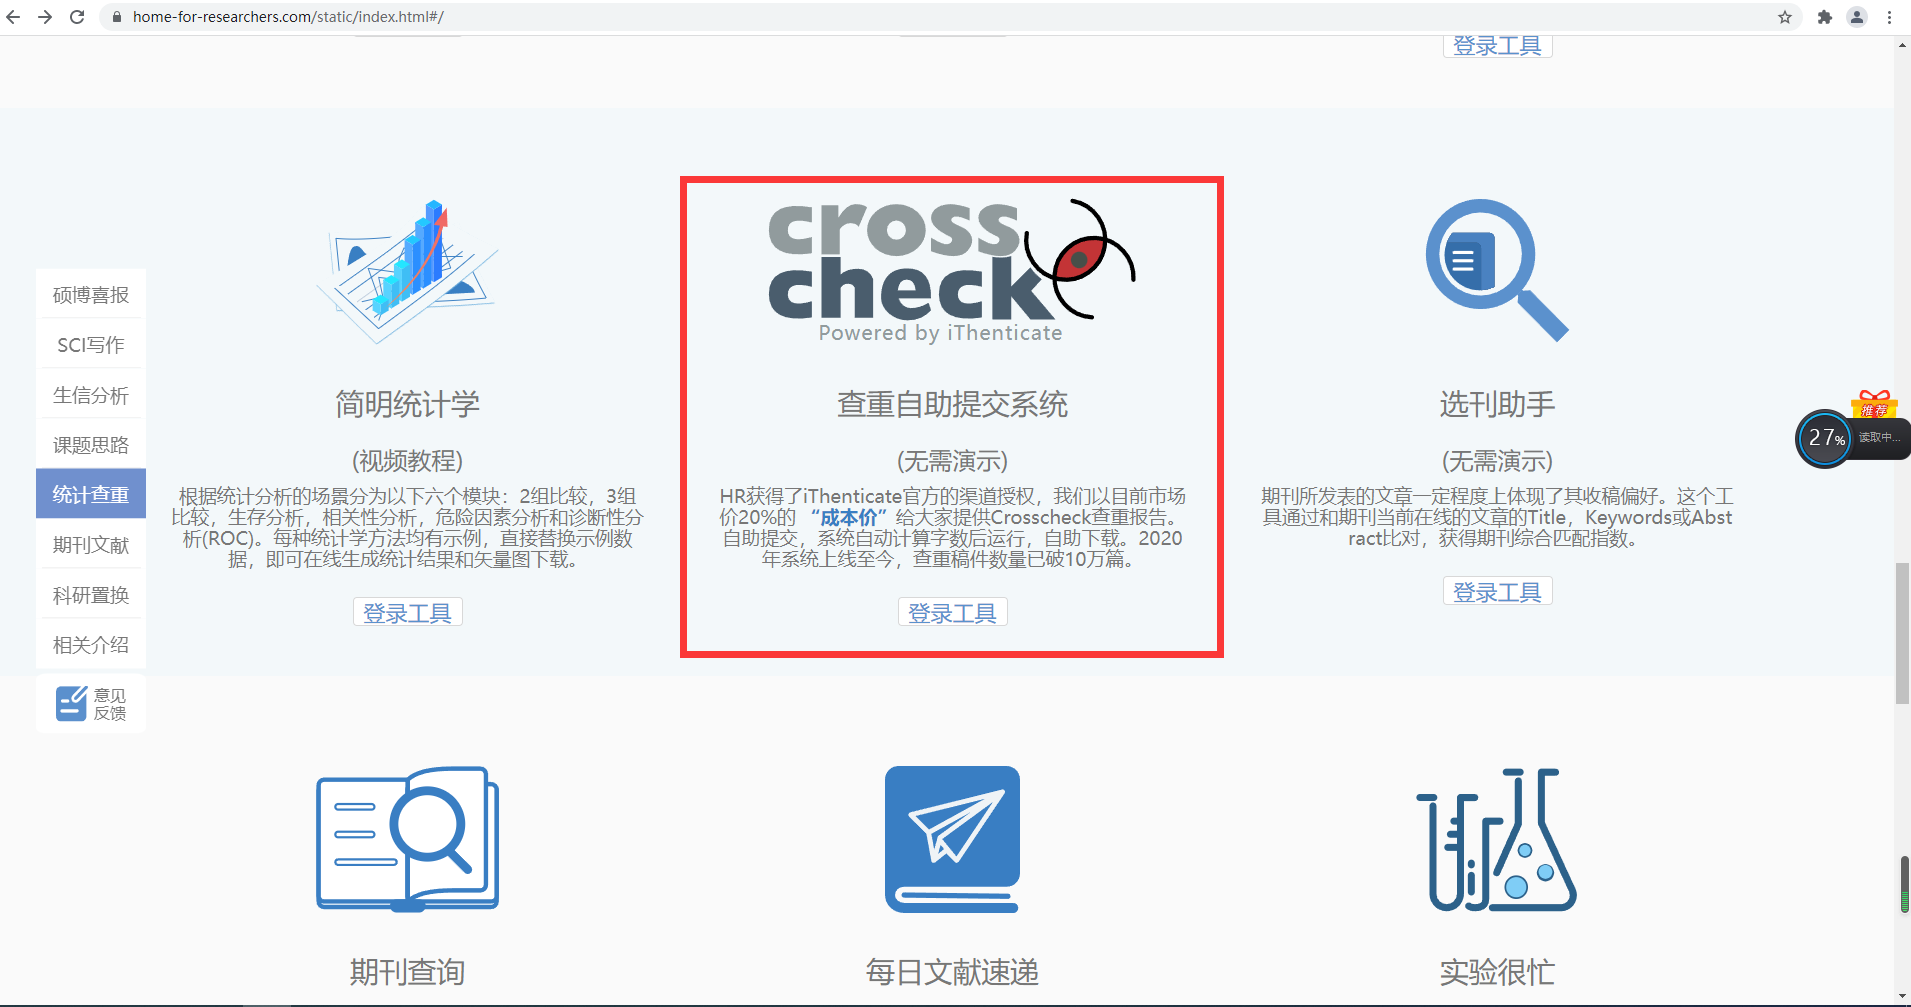 home-for-researchers.com/static/index.html#/
登录工具
硕博喜报
SCI写作
生信分析
课题思路
统计查重
期刊文献
科研置换
相关介绍
意见
反馈
简明统计学
(视频教程)
根据统计分析的场景分为以下六个模块：2组比较，3组
比较，生存分析，相关性分析，危险因素分析和诊断性分
析(ROC)。每种统计学方法均有示例，直接替换示例数
据，即可在线生成统计结果和矢量图下载。
登录工具
cross
check
Powered by iThenticate
查重自助提交系统
(无需演示)
HR获得了iThenticate官方的渠道授权，我们以目前市场
价20%的 “成本价” 给大家提供Crosscheck查重报告。
自助提交，系统自动计算字数后运行，自助下载。2020
年系统上线至今，查重稿件数量已破10万篇。
登录工具
选刊助手
(无需演示)
期刊所发表的文章一定程度上体现了其收稿偏好。这个工
具通过和期刊当前在线的文章的Title，Keywords或Abst
ract比对，获得期刊综合匹配指数。
登录工具
推荐
27%
读取中...
期刊查询
每日文献速递
实验很忙